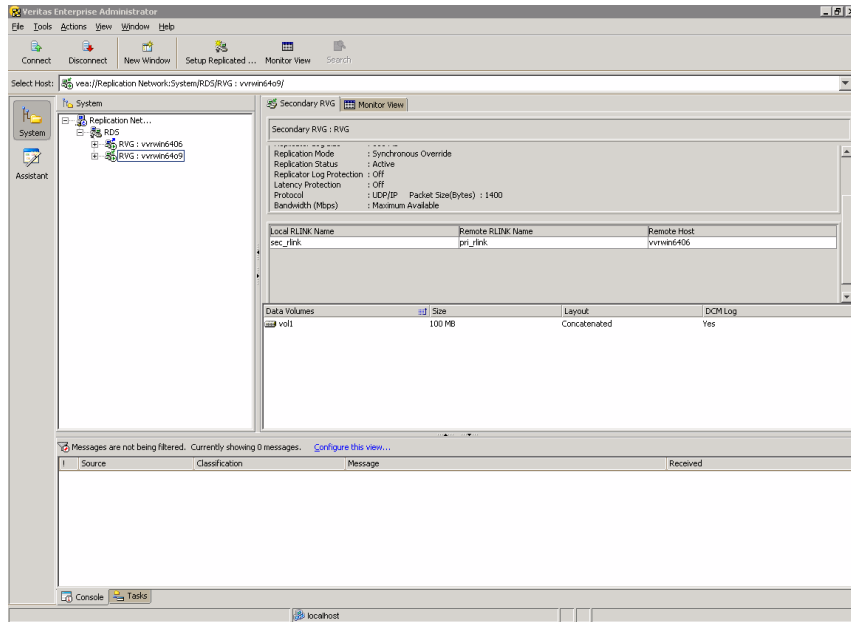 Veritas Enterprise Administrator
File Tools Actions View Window Help
Connect Disconnect New Window Setup Replicated ... Monitor View Search
Select Host: vea://Replication Network:System/RDS/RVG : vvrwin64o9/
System
Assistant
System
Replication Net...
RDS
RVG : vvrwin6406
RVG : vvrwin64o9
Secondary RVG Monitor View
Secondary RVG : RVG
Replication Mode : Synchronous Override
Replication Status : Active
Replicator Log Protection : Off
Latency Protection : Off
Protocol : UDP/IP Packet Size(Bytes) : 1400
Bandwidth (Mbps) : Maximum Available
Local RLINK Name Remote RLINK Name Remote Host
sec_rlink pri_rlink vvrwin6406
Data Volumes Size Layout DCM Log
vol1 100 MB Concatenated Yes
Messages are not being filtered. Currently showing 0 messages. Configure this view...
! Source Classification Message Received
Console Tasks
localhost